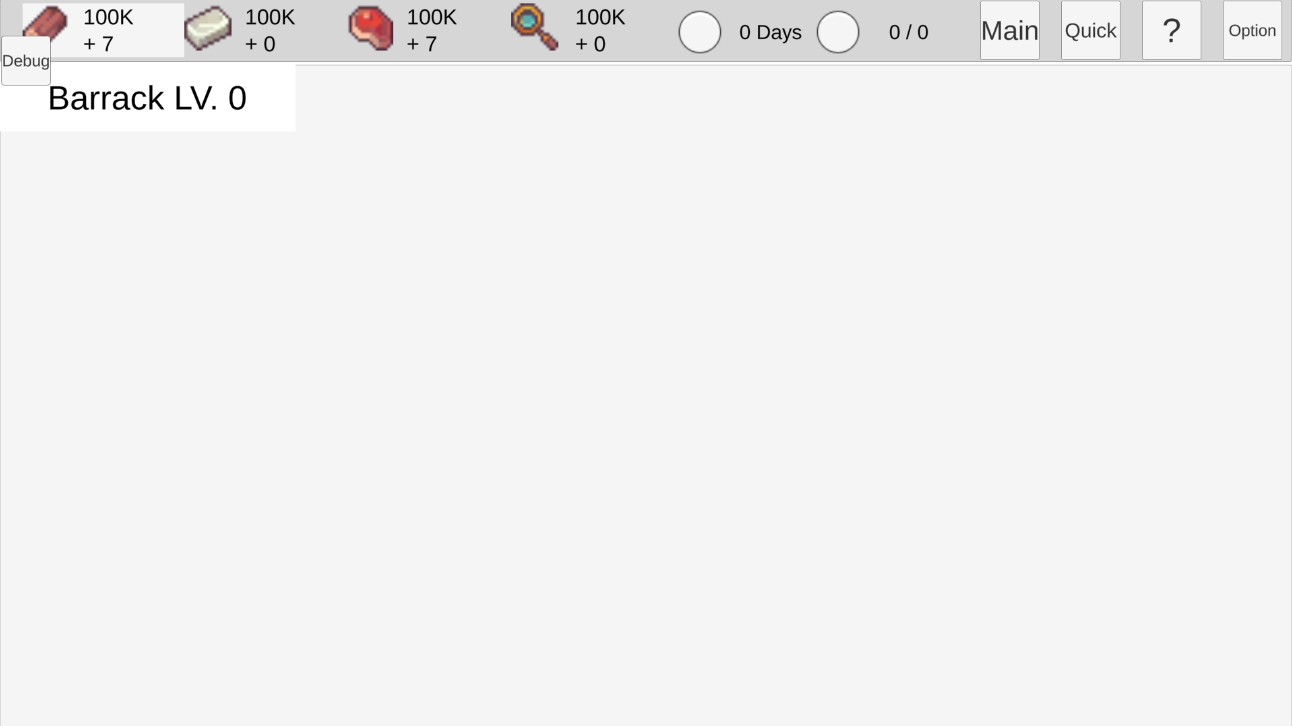 100K
+ 7
100K
+ 0
100K
+ 7
100K
+ 0
0 Days
0 / 0
Main
Quick
?
Option
Debug
Barrack LV. 0